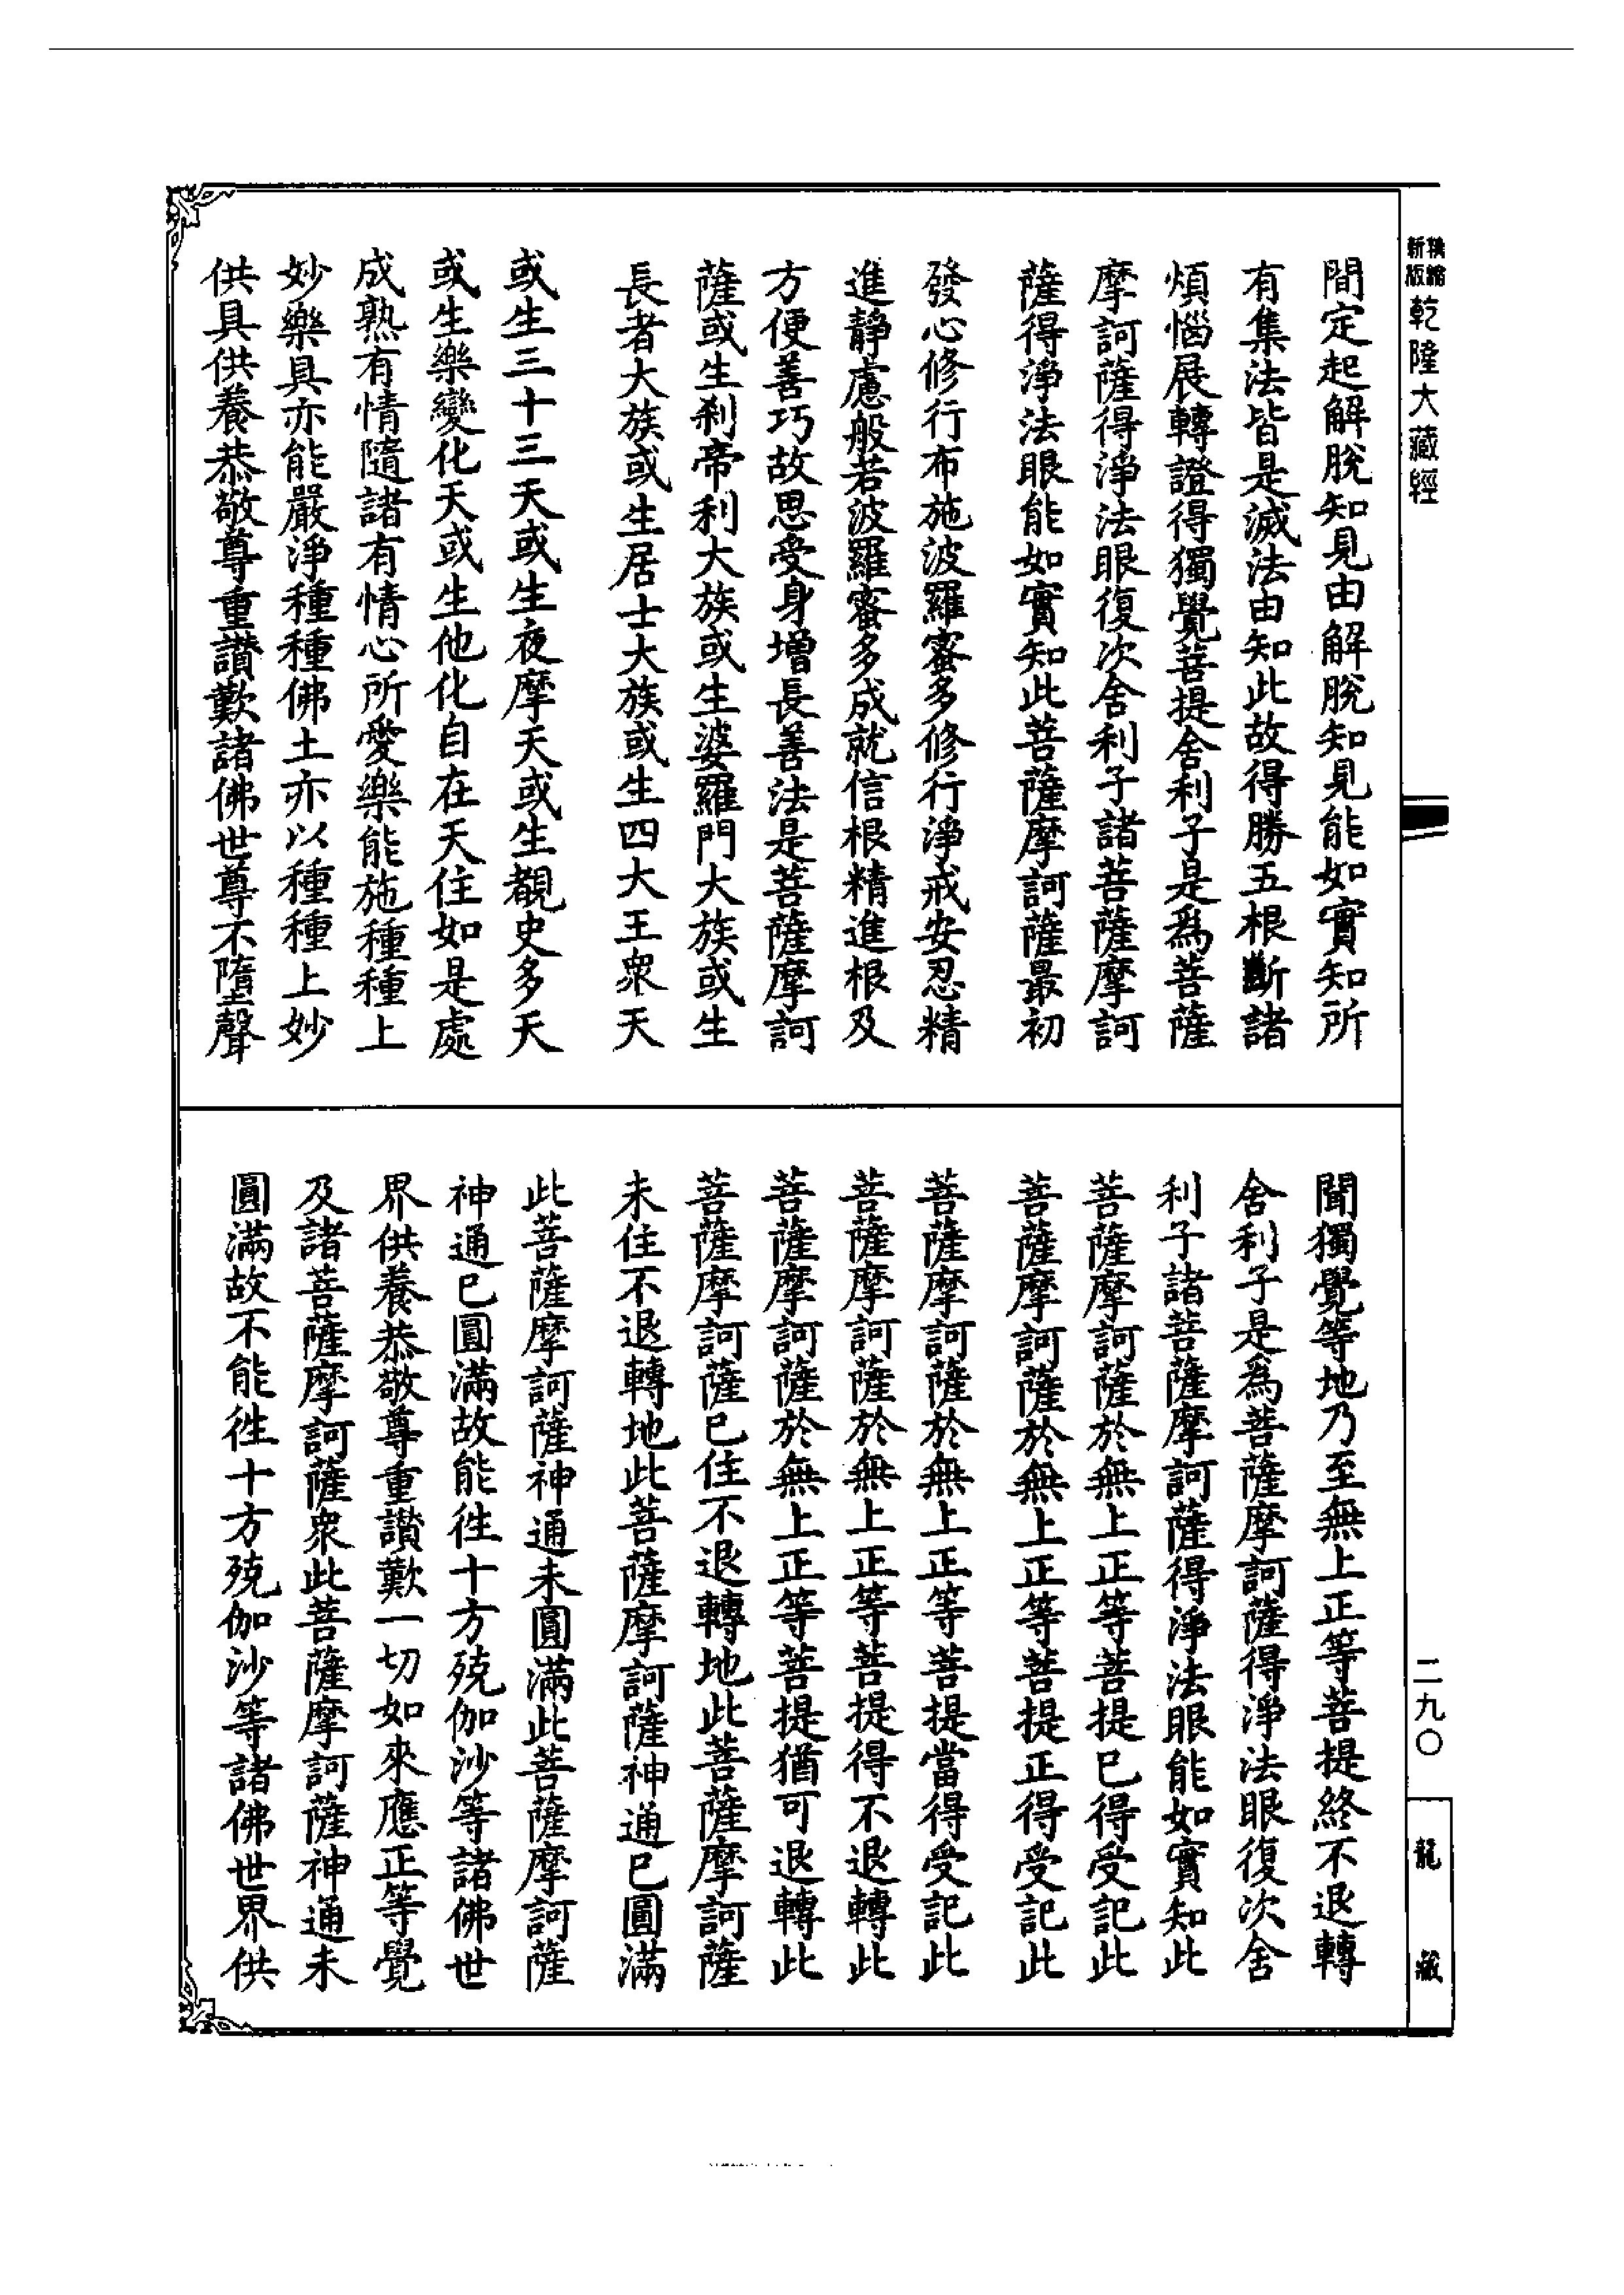 新版
乾隆大藏經
間定起解脫知見由解脫知見能如實知所
有集法皆是滅法由知此故得勝五根斷諸
煩惱展轉證得獨覺菩提舍利子是爲菩薩
摩訶薩得淨法眼復次舍利子諸菩薩摩訶
薩得淨法眼能如實知此菩薩摩訶薩最初
發心修行布施波羅蜜多修行淨戒安忍精
進靜慮般若波羅蜜多成就信根精進根及
方便善巧故思受身增長善法是菩薩摩訶
薩或生剎帝利大族或生婆羅門大族或生
長者大族或生居士大族或生四大王衆天
或生三十三天或生夜摩天或生覩史多天
或生樂變化天或生他化自在天住如是處
成熟有情隨諸有情心所愛樂能施種種上
妙樂具亦能嚴淨種種佛土亦以種種上妙
供具供養恭敬尊重讚歎諸佛世尊不墮聲
聞獨覺等地乃至無上正等菩提終不退轉
舍利子是爲菩薩摩訶薩得淨法眼復次舍
利子諸菩薩摩訶薩得淨法眼能如實知此
菩薩摩訶薩於無上正等菩提已得受記此
菩薩摩訶薩於無上正等菩提正得受記此
菩薩摩訶薩於無上正等菩提當得受記此
菩薩摩訶薩於無上正等菩提得不退轉此
菩薩摩訶薩於無上正等菩提猶可退轉此
菩薩摩訶薩已住不退轉地此菩薩摩訶薩
未住不退轉地此菩薩摩訶薩神通已圓滿
此菩薩摩訶薩神通未圓滿此菩薩摩訶薩
神通已圓滿故能徃十方殑伽沙等諸佛世
界供養恭敬尊重讚歎一切如來應正等覺
及諸菩薩摩訶薩衆此菩薩摩訶薩神通未
圓滿故不能徃十方殑伽沙等諸佛世界供
二九〇
龍藏